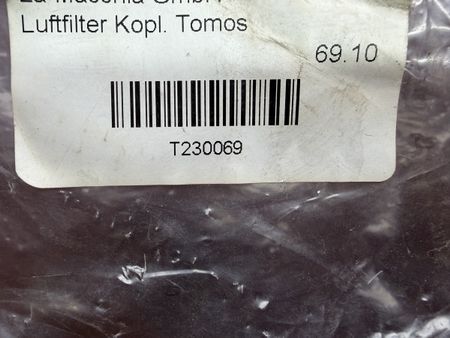 Luftfilter Kopl. Tomos
69.10
T230069